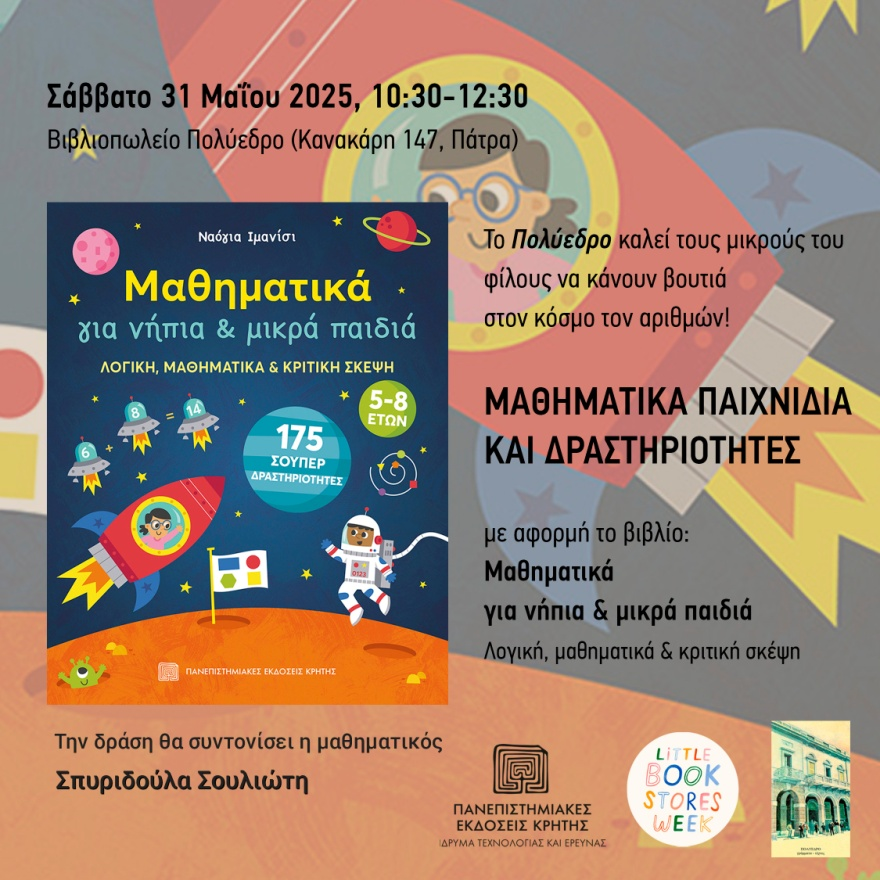 Σάββατο 31 Μαΐου 2025, 10:30-12:30
Βιβλιοπωλείο Πολύεδρο (Κανακάρη 147, Πάτρα)
Ναόγια Ιμανίσι
Μαθηματικά
για νήπια & μικρά παιδιά
ΛΟΓΙΚΗ, ΜΑΘΗΜΑΤΙΚΑ & ΚΡΙΤΙΚΗ ΣΚΕΨΗ
5-8
ΕΤΩΝ
6 + 8 = 14
175
ΣΟΥΠΕΡ
ΔΡΑΣΤΗΡΙΟΤΗΤΕΣ
0123
ΠΑΝΕΠΙΣΤΗΜΙΑΚΕΣ ΕΚΔΟΣΕΙΣ ΚΡΗΤΗΣ
Το Πολύεδρο καλεί τους μικρούς του
φίλους να κάνουν βουτιά
στον κόσμο τον αριθμών!
ΜΑΘΗΜΑΤΙΚΑ ΠΑΙΧΝΙΔΙΑ
ΚΑΙ ΔΡΑΣΤΗΡΙΟΤΗΤΕΣ
με αφορμή το βιβλίο:
Μαθηματικά
για νήπια & μικρά παιδιά
Λογική, μαθηματικά & κριτική σκέψη
Την δράση θα συντονίσει η μαθηματικός
Σπυριδούλα Σουλιώτη
ΠΑΝΕΠΙΣΤΗΜΙΑΚΕΣ
ΕΚΔΟΣΕΙΣ ΚΡΗΤΗΣ
ΙΔΡΥΜΑ ΤΕΧΝΟΛΟΓΙΑΣ ΚΑΙ ΕΡΕΥΝΑΣ
LiTTLE
BOOK
STORES
WEEK